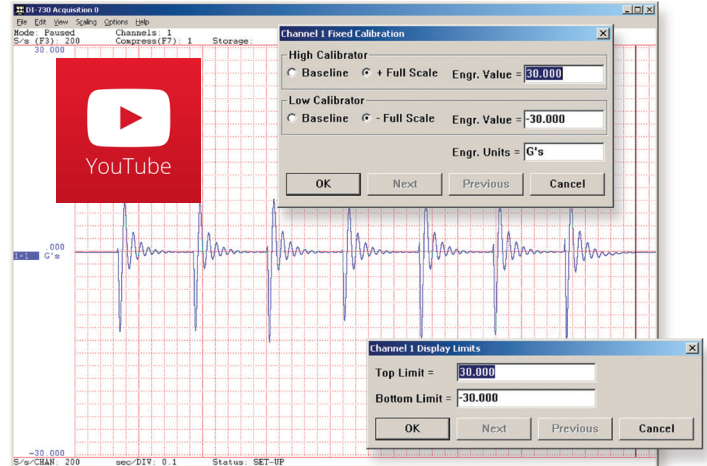 DI-730 Acquisition 0
File Edit View Scaling Options Help
Mode: Paused Channels: 1
S/s (F3): 200 Compress(F7): 1 Storage:
30.000
YouTube
.000
G's
-30.000
S/s/CHAN: 200 sec/DIV: 0.1 Status: SET-UP
Channel 1 Fixed Calibration
High Calibrator
Baseline + Full Scale Engr. Value = 30.000
Low Calibrator
Baseline - Full Scale Engr. Value = -30.000
Engr. Units = G's
OK Next Previous Cancel
Channel 1 Display Limits
Top Limit = 30.000
Bottom Limit = -30.000
OK Next Previous Cancel